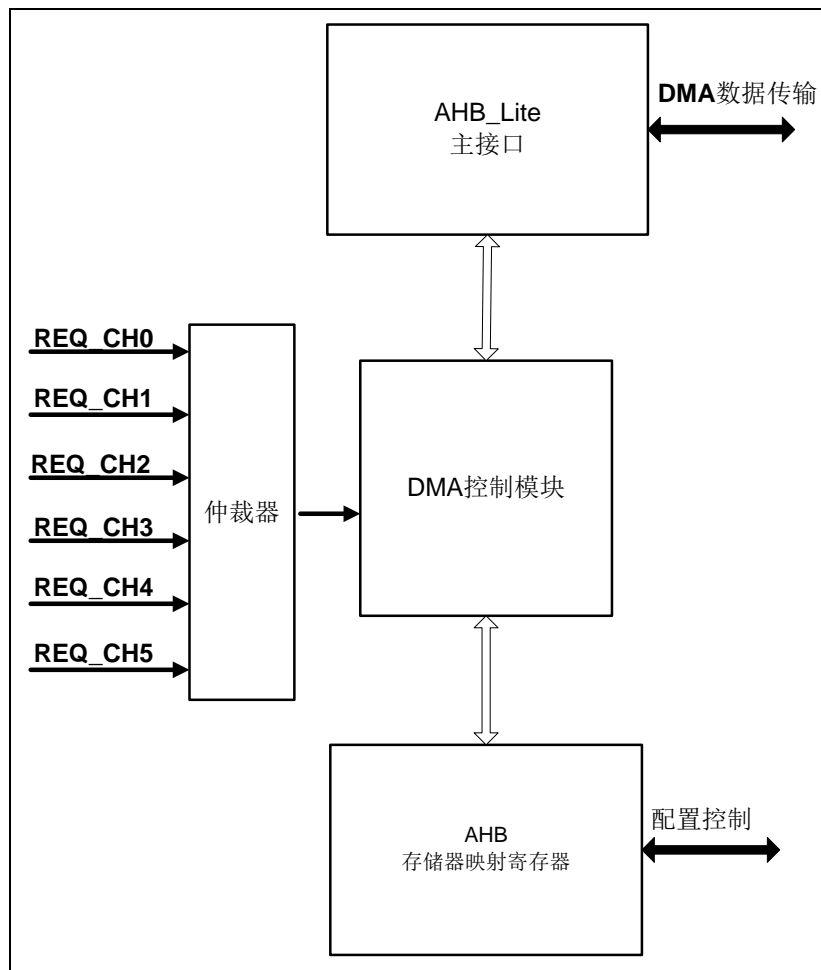 AHB_Lite
主接口
DMA数据传输
REQ_CH0
REQ_CH1
REQ_CH2
REQ_CH3
REQ_CH4
REQ_CH5
仲裁器
DMA控制模块
AHB
存储器映射寄存器
配置控制